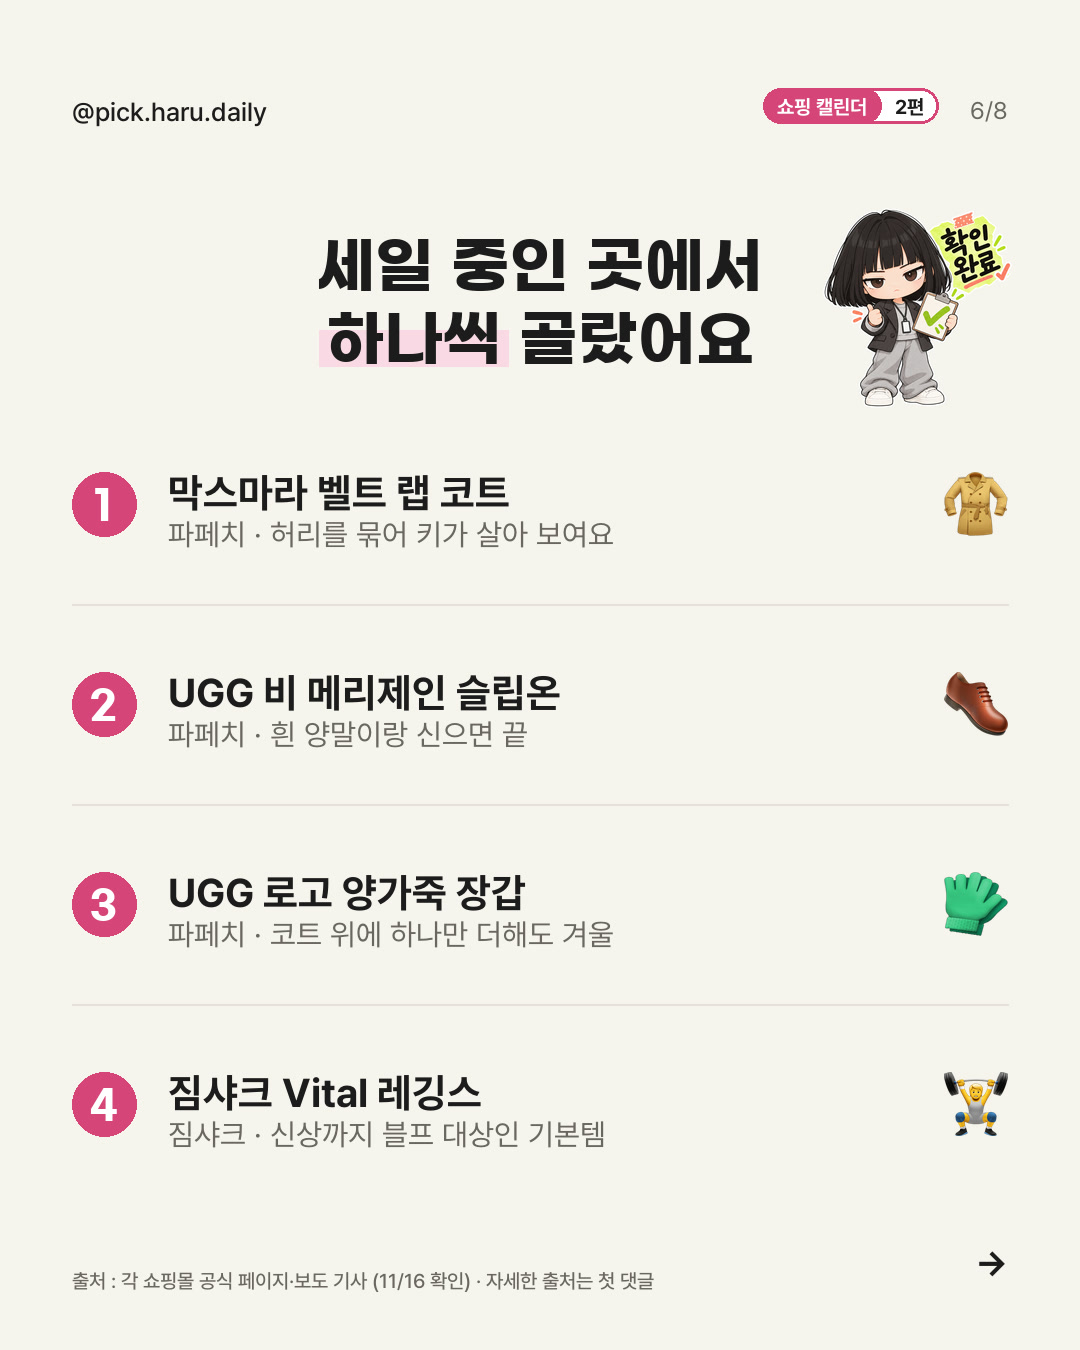 @pick.haru.daily
쇼핑 캘린더 2편 6/8
세일 중인 곳에서
하나씩 골랐어요
확인
완료
1 막스마라 벨트 랩 코트
파페치 · 허리를 묶어 키가 살아 보여요
2 UGG 비 메리제인 슬립온
파페치 · 흰 양말이랑 신으면 끝
3 UGG 로고 양가죽 장갑
파페치 · 코트 위에 하나만 더해도 겨울
4 짐샤크 Vital 레깅스
짐샤크 · 신상까지 블프 대상인 기본템
출처 : 각 쇼핑몰 공식 페이지·보도 기사 (11/16 확인) · 자세한 출처는 첫 댓글